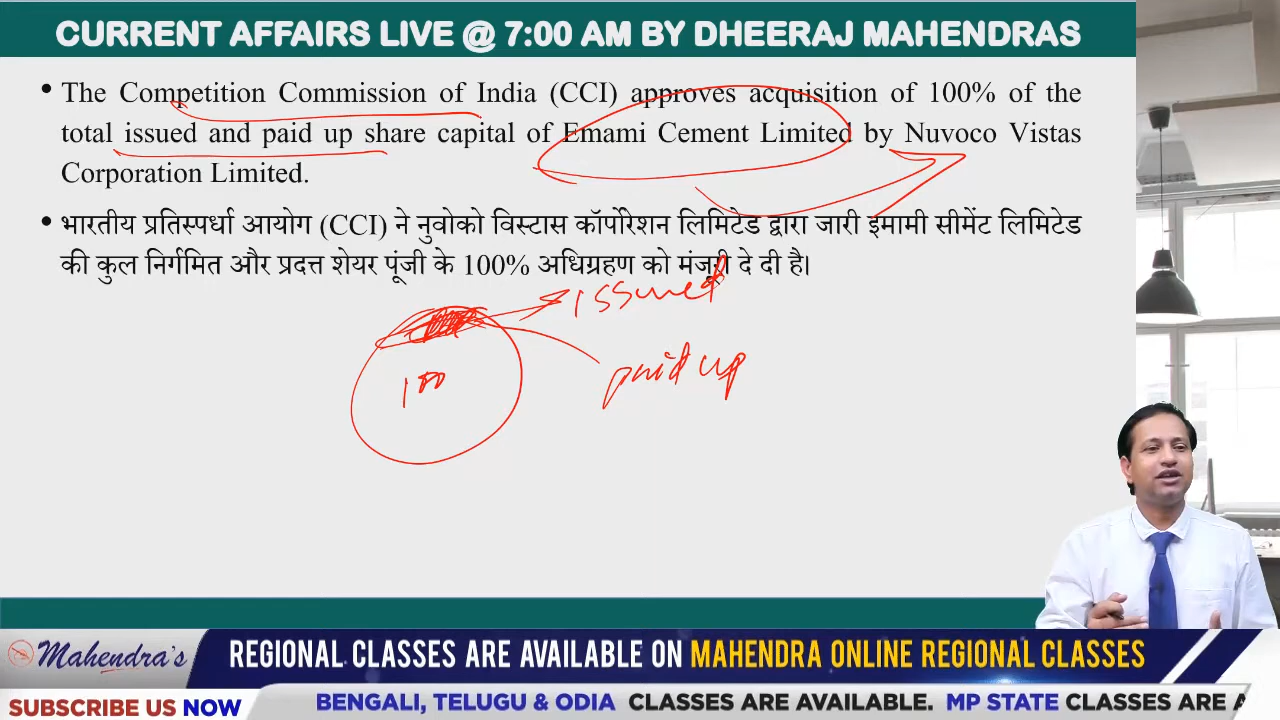 CURRENT AFFAIRS LIVE @ 7:00 AM BY DHEERAJ MAHENDRAS
• The Competition Commission of India (CCI) approves acquisition of 100% of the
total issued and paid up share capital of Emami Cement Limited by Nuvoco Vistas
Corporation Limited.
• भारतीय प्रतिस्पर्धा आयोग (CCI) ने नुवोको विस्टास कॉर्पोरेशन लिमिटेड द्वारा जारी इमामी सीमेंट लिमिटेड
की कुल निर्गमित और प्रदत्त शेयर पूंजी के 100% अधिग्रहण को मंजूरी दे दी है।
issued
paid up
100
Mahendra's
REGIONAL CLASSES ARE AVAILABLE ON MAHENDRA ONLINE REGIONAL CLASSES
SUBSCRIBE US NOW
BENGALI, TELUGU & ODIA CLASSES ARE AVAILABLE. MP STATE CLASSES ARE A